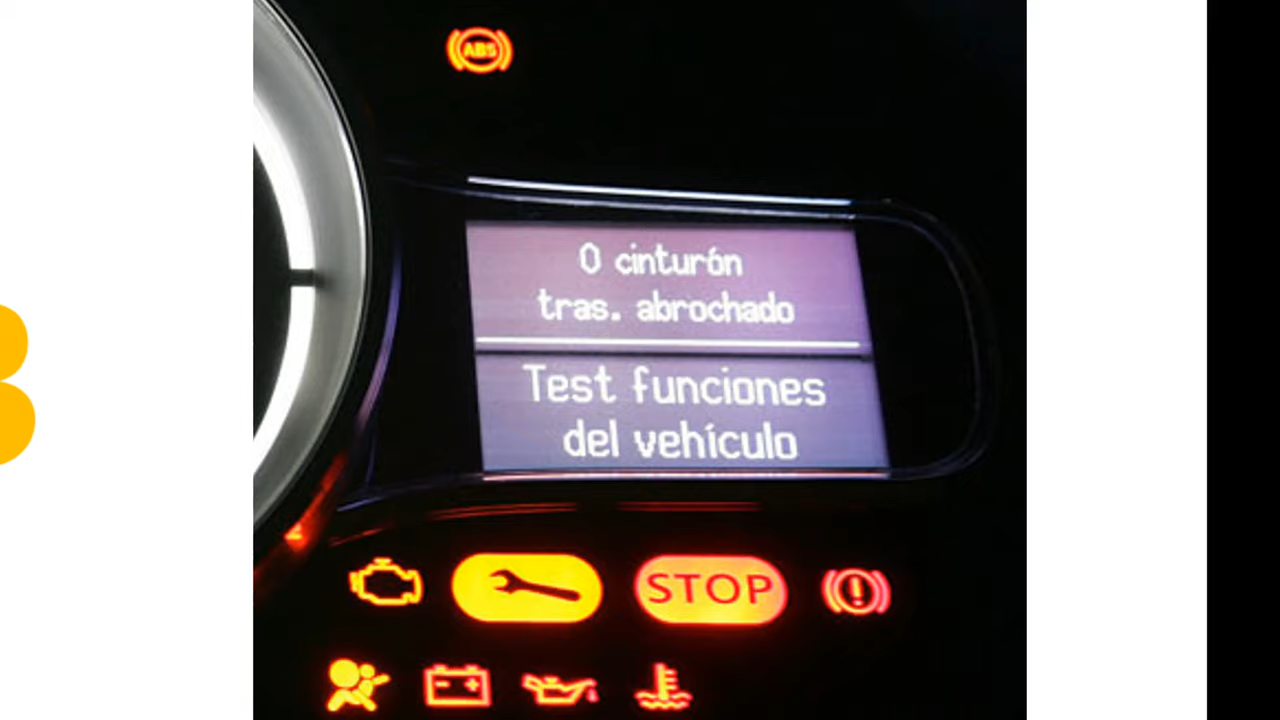 ABS
0 cinturón
tras. abrochado
Test funciones
del vehículo
STOP